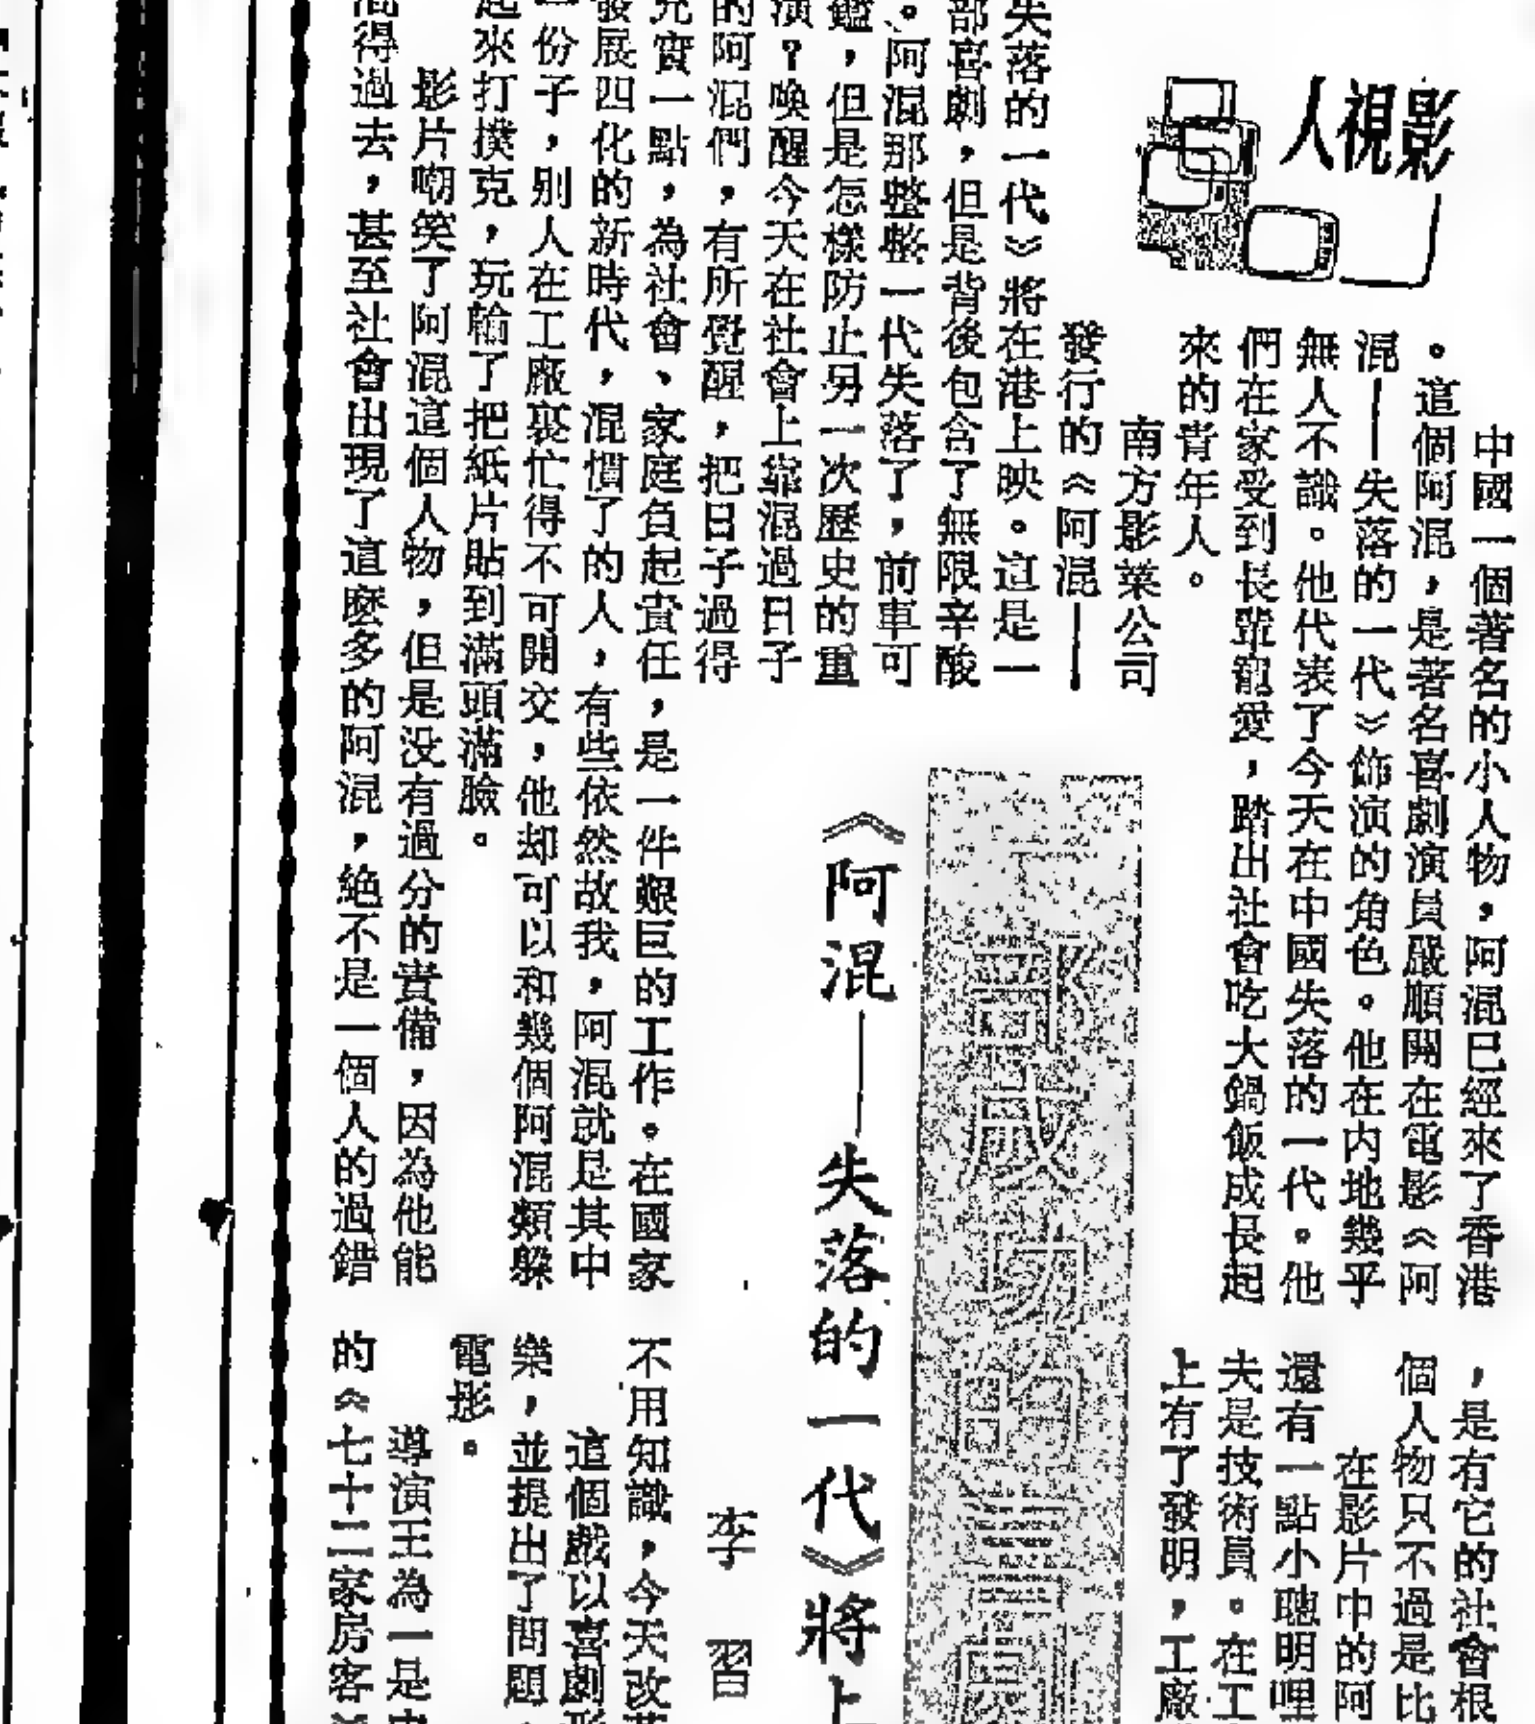 影視人
一部成功的喜劇
《阿混——失落的一代》將上
李習
中國一個著名的小人物，阿混已經來了香港
。這個阿混，是著名喜劇演員嚴順開在電影《阿
混——失落的一代》飾演的角色。他在內地幾乎
無人不識。他代表了今天在中國失落的一代。他
們在家受到長輩寵愛，踏出社會吃大鍋飯成長起
來的青年人。
南方影業公司
發行的《阿混——
失落的一代》將在港上映。這是一
部喜劇，但是背後包含了無限辛酸
。阿混那整整一代失落了，前車可
鑑，但是怎樣防止另一次歷史的重
演？喚醒今天在社會上靠混過日子
的阿混們，有所覺醒，把日子過得
充實一點，為社會、家庭負起責任，是一件艱巨的工作。在國家
發展四化的新時代，混慣了的人，有些依然故我，阿混就是其中
一份子，別人在工廠裏忙得不可開交，他却可以和幾個阿混類躲
起來打撲克，玩輸了把紙片貼到滿頭滿臉。
影片嘲笑了阿混這個人物，但是沒有過分的責備，因為他能
混得過去，甚至社會出現了這麽多的阿混，絕不是一個人的過錯
，是有它的社會根
個人物只不過是比
在影片中的阿
還有一點小聰明哩
夫是技術員。在工
上有了發明，工廠
不用知識，今天改
這個戲以喜劇形
樂，並提出了問題
電影。
導演王為一是
的《七十二家房客